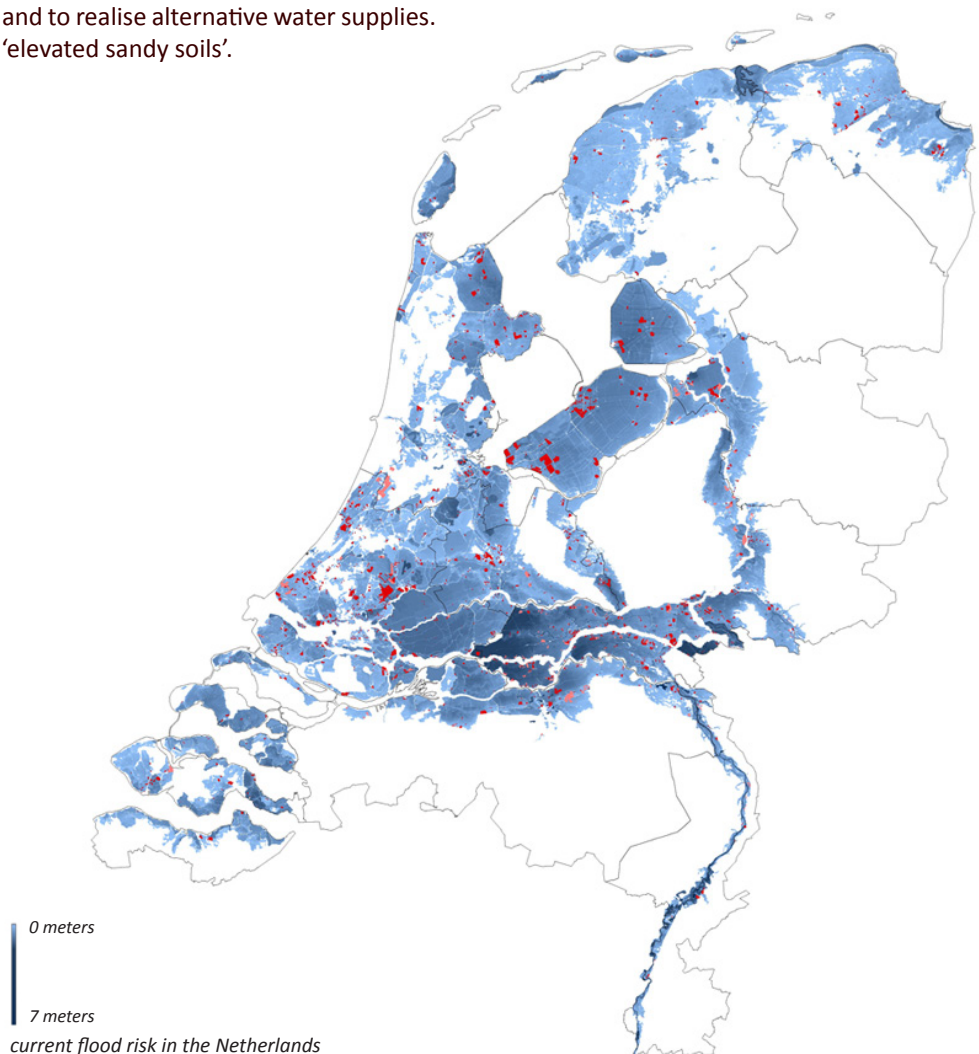 and to realise alternative water supplies.
‘elevated sandy soils’.
0 meters
7 meters
current flood risk in the Netherlands